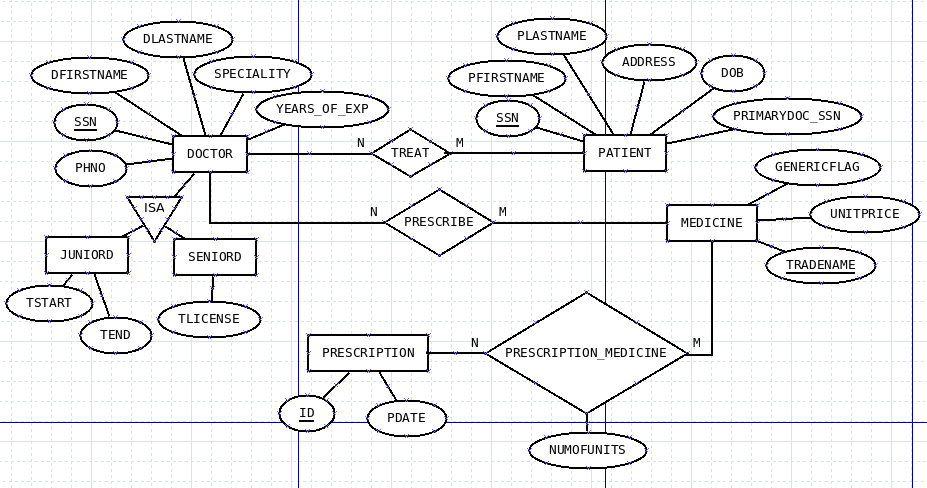 PLASTNAME
DLASTNAME
ADDRESS
DFIRSTNAME
SPECIALITY
PFIRSTNAME
DOB
YEARS_OF_EXP
SSN
SSN
PRIMARYDOC_SSN
N
M
DOCTOR
TREAT
PATIENT
PHNO
GENERICFLAG
ISA
N
M
UNITPRICE
PRESCRIBE
MEDICINE
JUNIORD
SENIORD
TRADENAME
TSTART
TLICENSE
TEND
N
M
PRESCRIPTION
PRESCRIPTION_MEDICINE
ID
PDATE
NUMOFUNITS